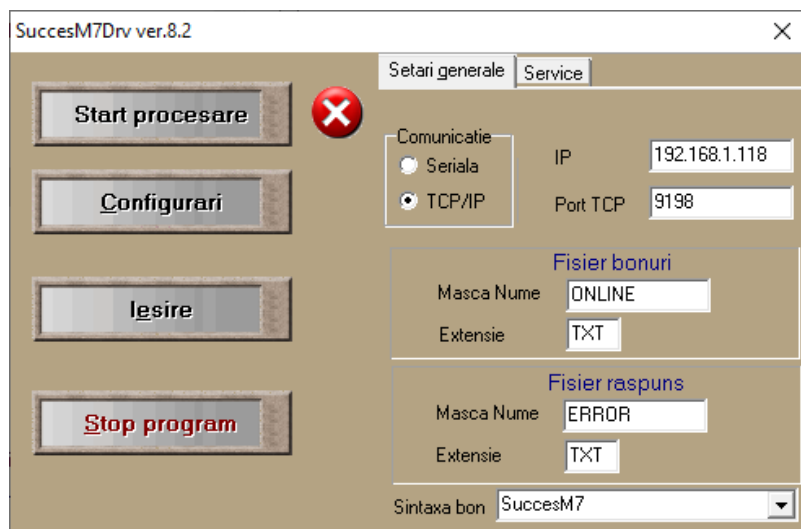 SuccesM7Drv ver.8.2
Start procesare
Configurari
Iesire
Stop program
Setari generale
Service
Comunicatie
Seriala
TCP/IP
IP
192.168.1.118
Port TCP
9198
Fisier bonuri
Masca Nume
ONLINE
Extensie
TXT
Fisier raspuns
Masca Nume
ERROR
Extensie
TXT
Sintaxa bon
SuccesM7